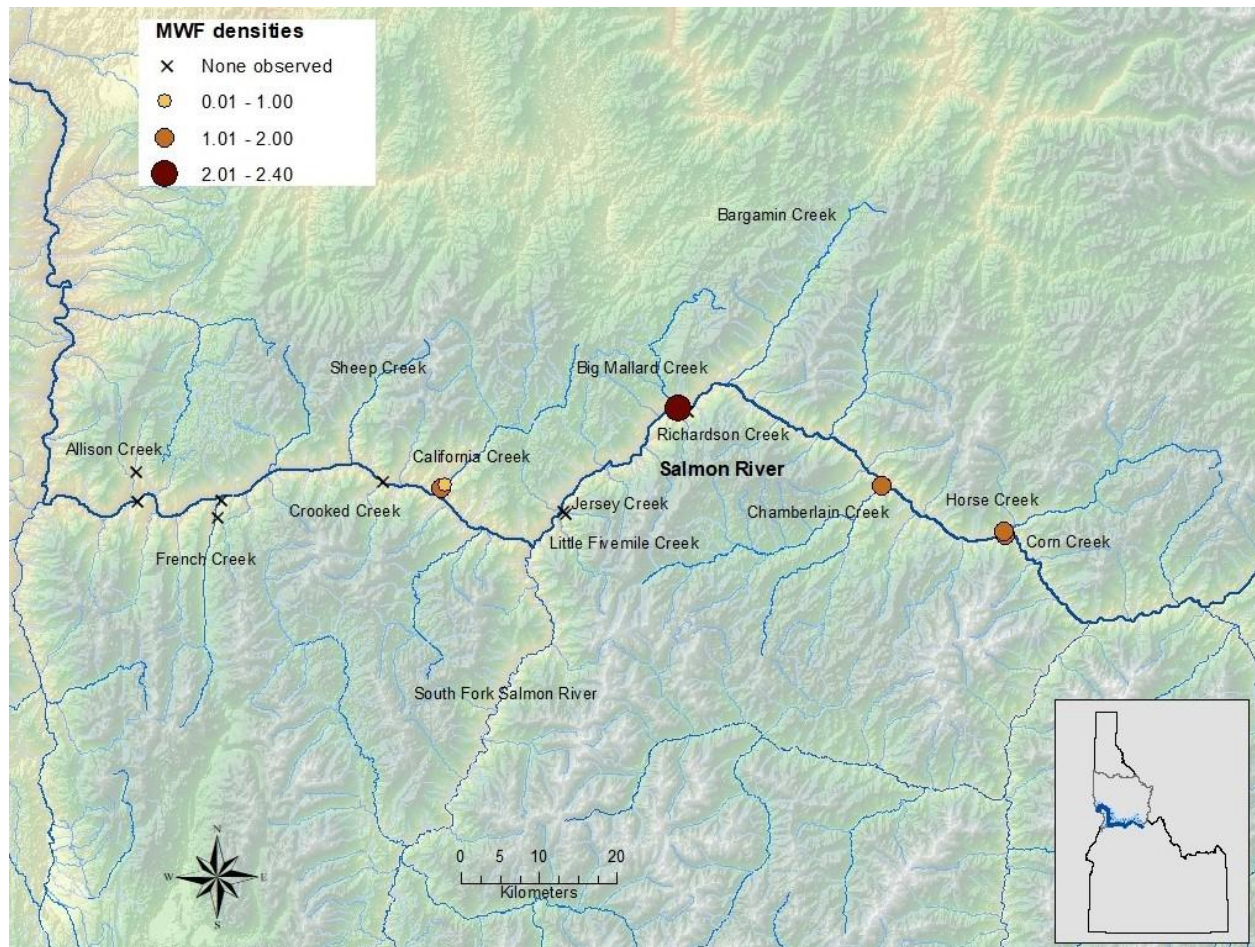 MWF densities
None observed
0.01 - 1.00
1.01 - 2.00
2.01 - 2.40
Bargamin Creek
Sheep Creek
Big Mallard Creek
Allison Creek
Richardson Creek
California Creek
Salmon River
Horse Creek
Crooked Creek
Jersey Creek
Chamberlain Creek
Corn Creek
Little Fivemile Creek
French Creek
South Fork Salmon River
N
W E
S
0 5 10 20
Kilometers